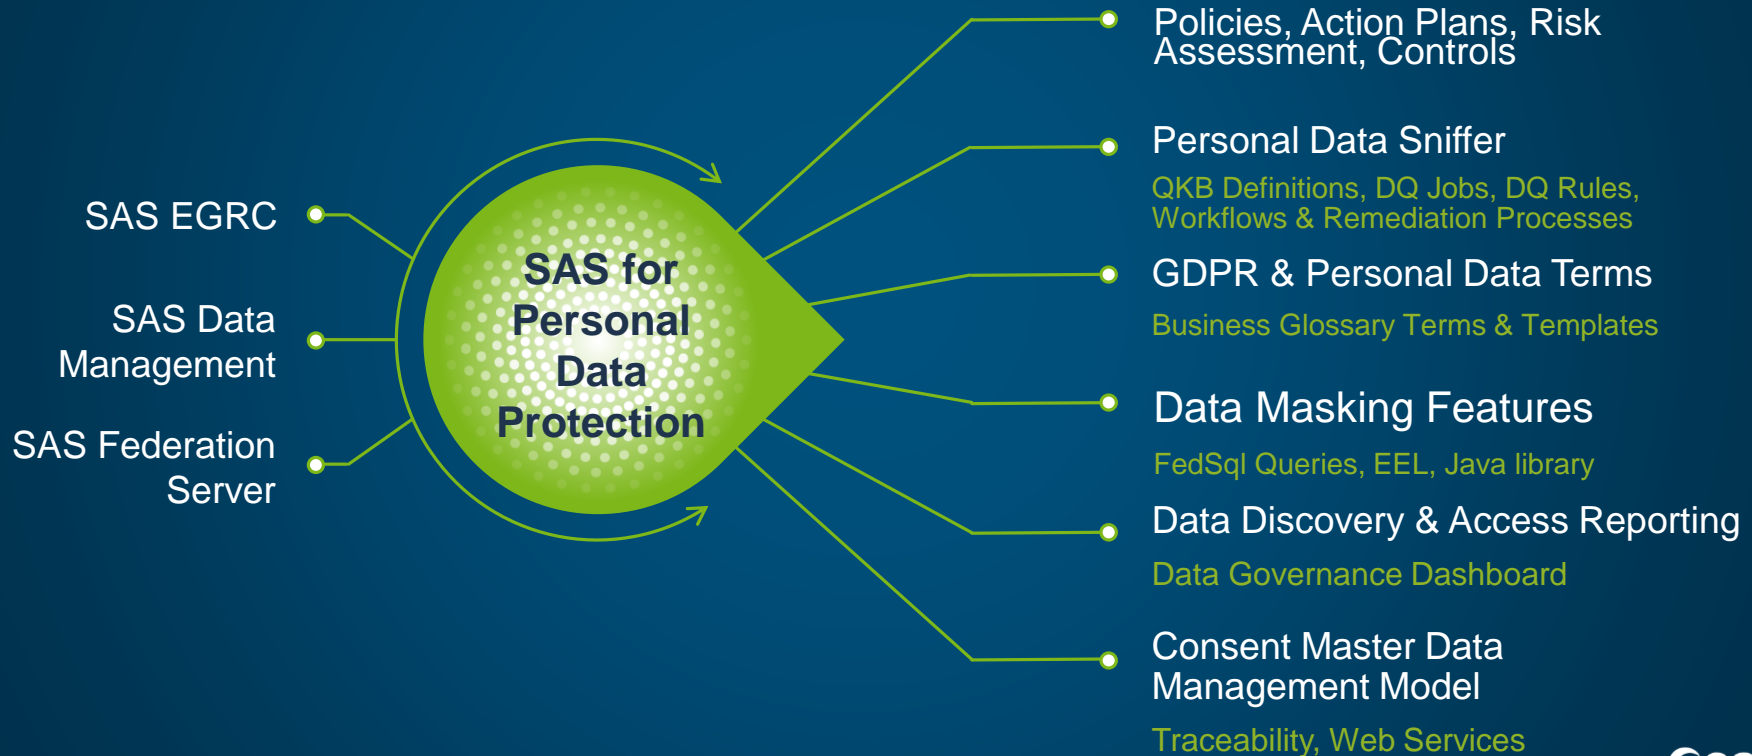 SAS EGRC
SAS Data
Management
SAS Federation
Server
SAS for
Personal
Data
Protection
Policies, Action Plans, Risk
Assessment, Controls
Personal Data Sniffer
QKB Definitions, DQ Jobs, DQ Rules,
Workflows & Remediation Processes
GDPR & Personal Data Terms
Business Glossary Terms & Templates
Data Masking Features
FedSql Queries, EEL, Java library
Data Discovery & Access Reporting
Data Governance Dashboard
Consent Master Data
Management Model
Traceability, Web Services